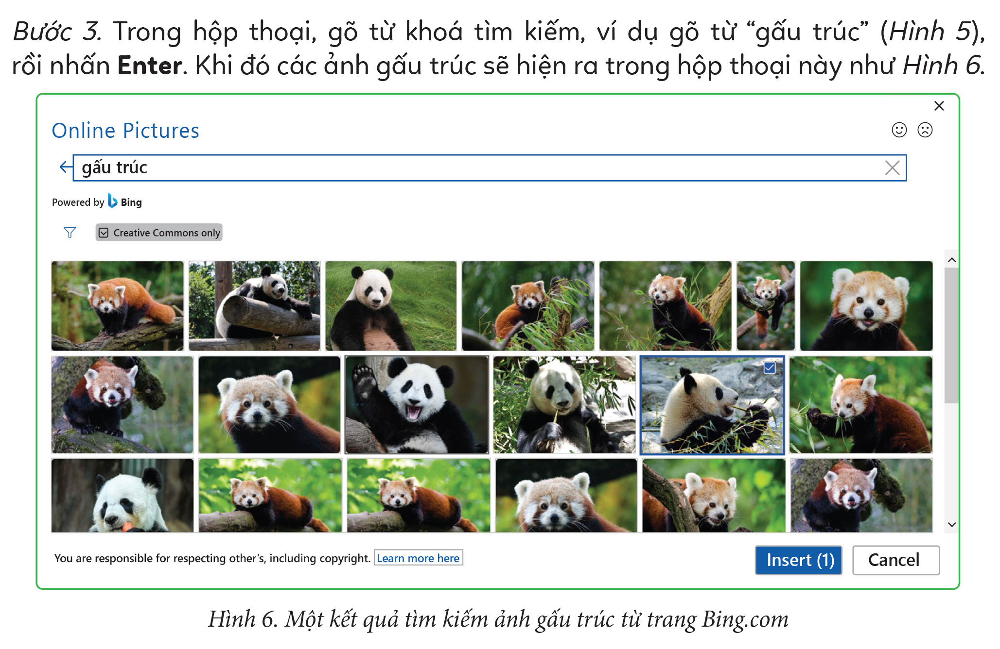 Bước 3. Trong hộp thoại, gõ từ khoá tìm kiếm, ví dụ gõ từ “gấu trúc” (Hình 5),
rồi nhấn Enter. Khi đó các ảnh gấu trúc sẽ hiện ra trong hộp thoại này như Hình 6.
Online Pictures
gấu trúc
Powered by Bing
Creative Commons only
You are responsible for respecting other’s, including copyright. Learn more here
Insert (1)
Cancel
Hình 6. Một kết quả tìm kiếm ảnh gấu trúc từ trang Bing.com